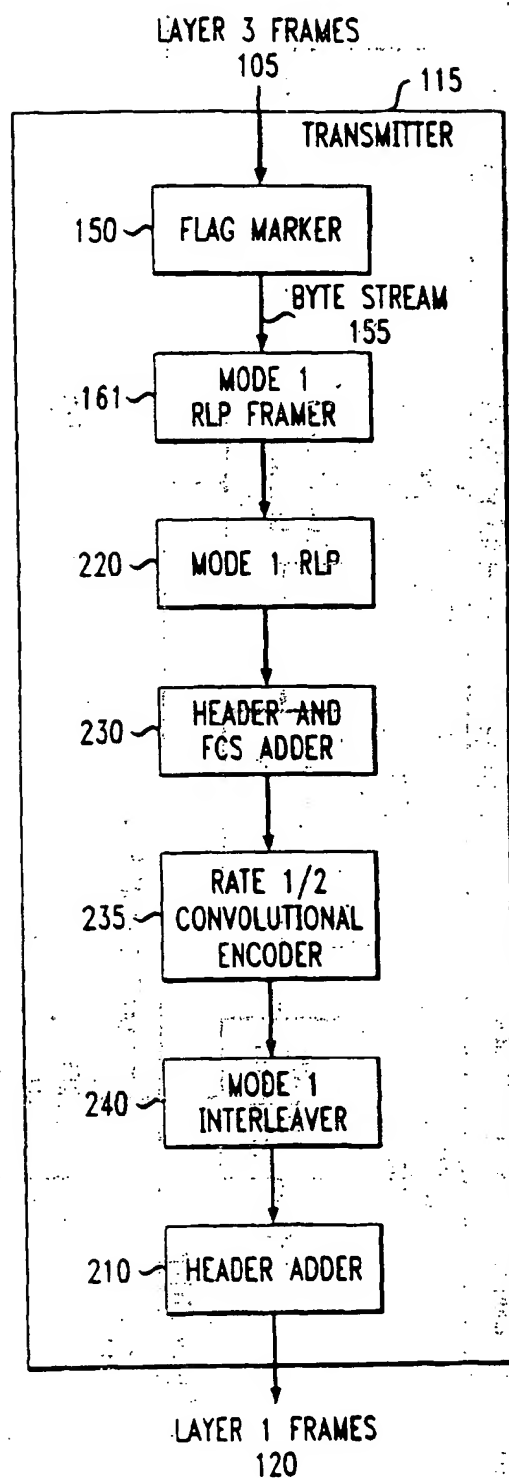 LAYER 3 FRAMES
105
115
TRANSMITTER
150
FLAG MARKER
BYTE STREAM
155
161
MODE 1
RLP FRAMER
220
MODE 1 RLP
230
HEADER AND
FCS ADDER
235
RATE 1/2
CONVOLUTIONAL
ENCODER
240
MODE 1
INTERLEAVER
210
HEADER ADDER
LAYER 1 FRAMES
120